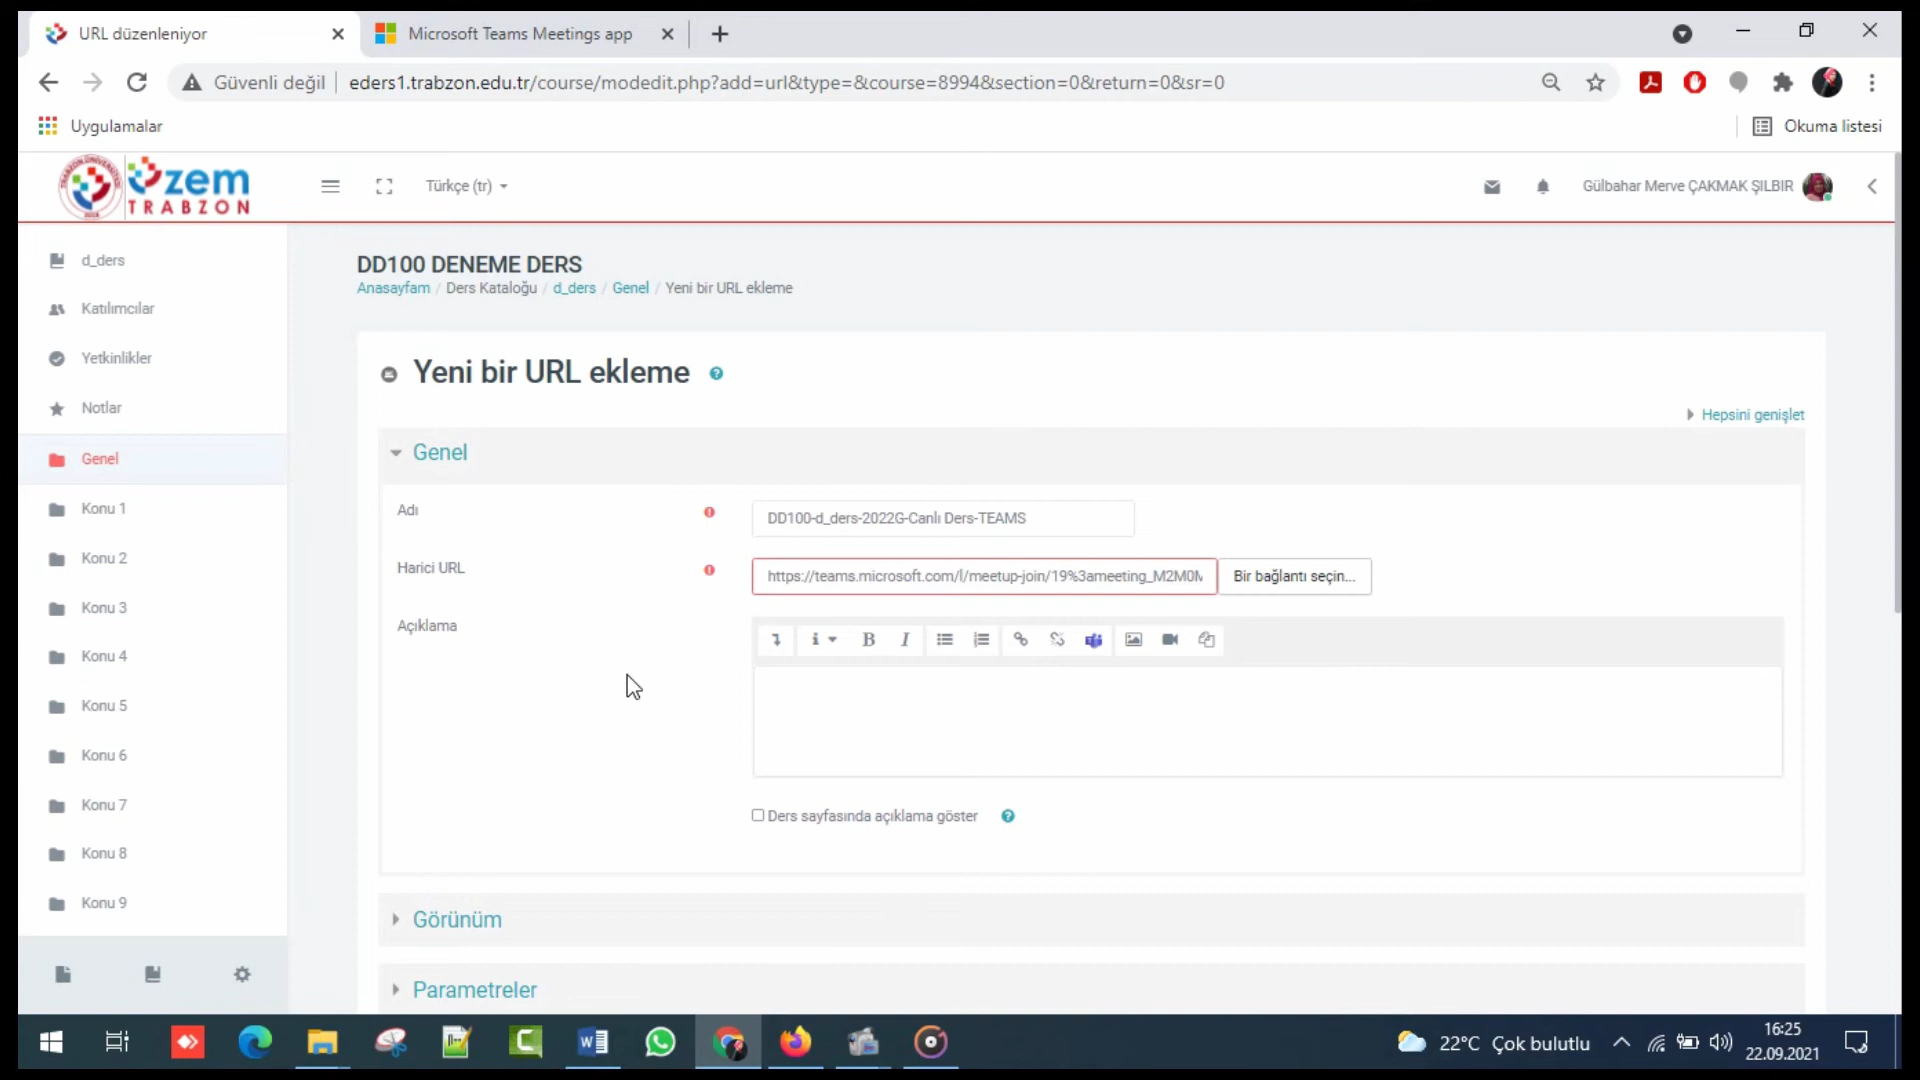 URL düzenleniyor
Microsoft Teams Meetings app
Güvenli değil
eders1.trabzon.edu.tr/course/modedit.php?add=url&type=&course=8994&section=0&return=0&sr=0
Uygulamalar
Okuma listesi
üzem
TRABZON
Türkçe (tr)
Gülbahar Merve ÇAKMAK ŞILBIR
d_ders
Katılımcılar
Yetkinlikler
Notlar
Genel
Konu 1
Konu 2
Konu 3
Konu 4
Konu 5
Konu 6
Konu 7
Konu 8
Konu 9
DD100 DENEME DERS
Anasayfam / Ders Kataloğu / d_ders / Genel / Yeni bir URL ekleme
Yeni bir URL ekleme
Hepsini genişlet
Genel
Adı
DD100-d_ders-2022G-Canlı Ders-TEAMS
Harici URL
https://teams.microsoft.com/l/meetup-join/19%3ameeting_M2M0M
Bir bağlantı seçin...
Açıklama
Ders sayfasında açıklama göster
Görünüm
Parametreler
22°C Çok bulutlu
16:25
22.09.2021